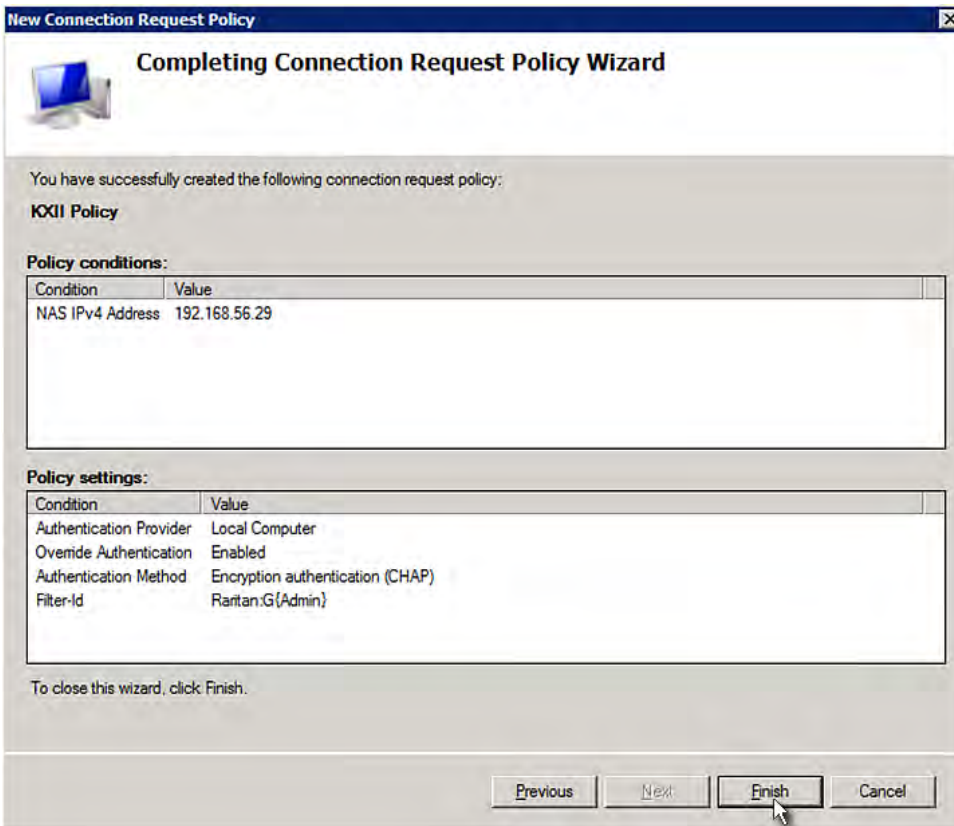 New Connection Request Policy
Completing Connection Request Policy Wizard
You have successfully created the following connection request policy:
KXII Policy
Policy conditions:
Condition Value
NAS IPv4 Address 192.168.56.29
Policy settings:
Condition Value
Authentication Provider Local Computer
Override Authentication Enabled
Authentication Method Encryption authentication (CHAP)
Filter-Id Raritan:G{Admin}
To close this wizard, click Finish.
Previous Next Finish Cancel